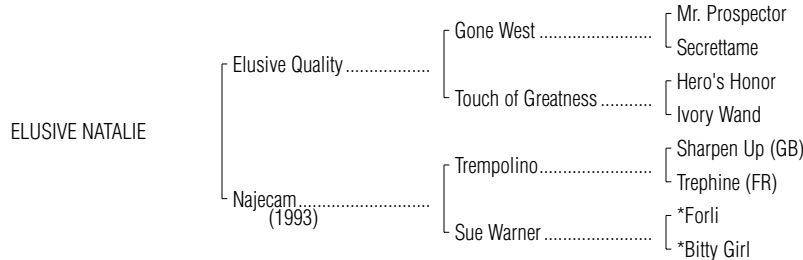 Mr. Prospector
Gone West ........................
Secrettame
Elusive Quality ..................
Hero's Honor
Touch of Greatness ...........
Ivory Wand
ELUSIVE NATALIE
Sharpen Up (GB)
Trempolino........................
Trephine (FR)
Najecam............................
(1993)
*Forli
Sue Warner .......................
*Bitty Girl